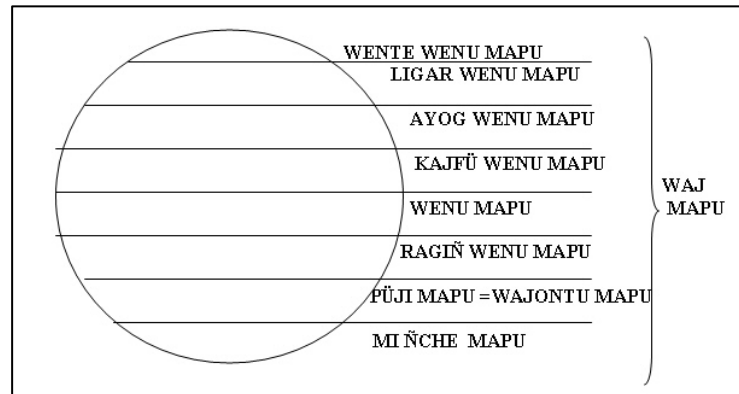 WENTE WENU MAPU
LIGAR WENU MAPU
AYOG WENU MAPU
KAJFÜ WENU MAPU
WENU MAPU
RAGIÑ WENU MAPU
PÜJI MAPU =WAJONTU MAPU
MI ÑCHE MAPU
WAJ
MAPU